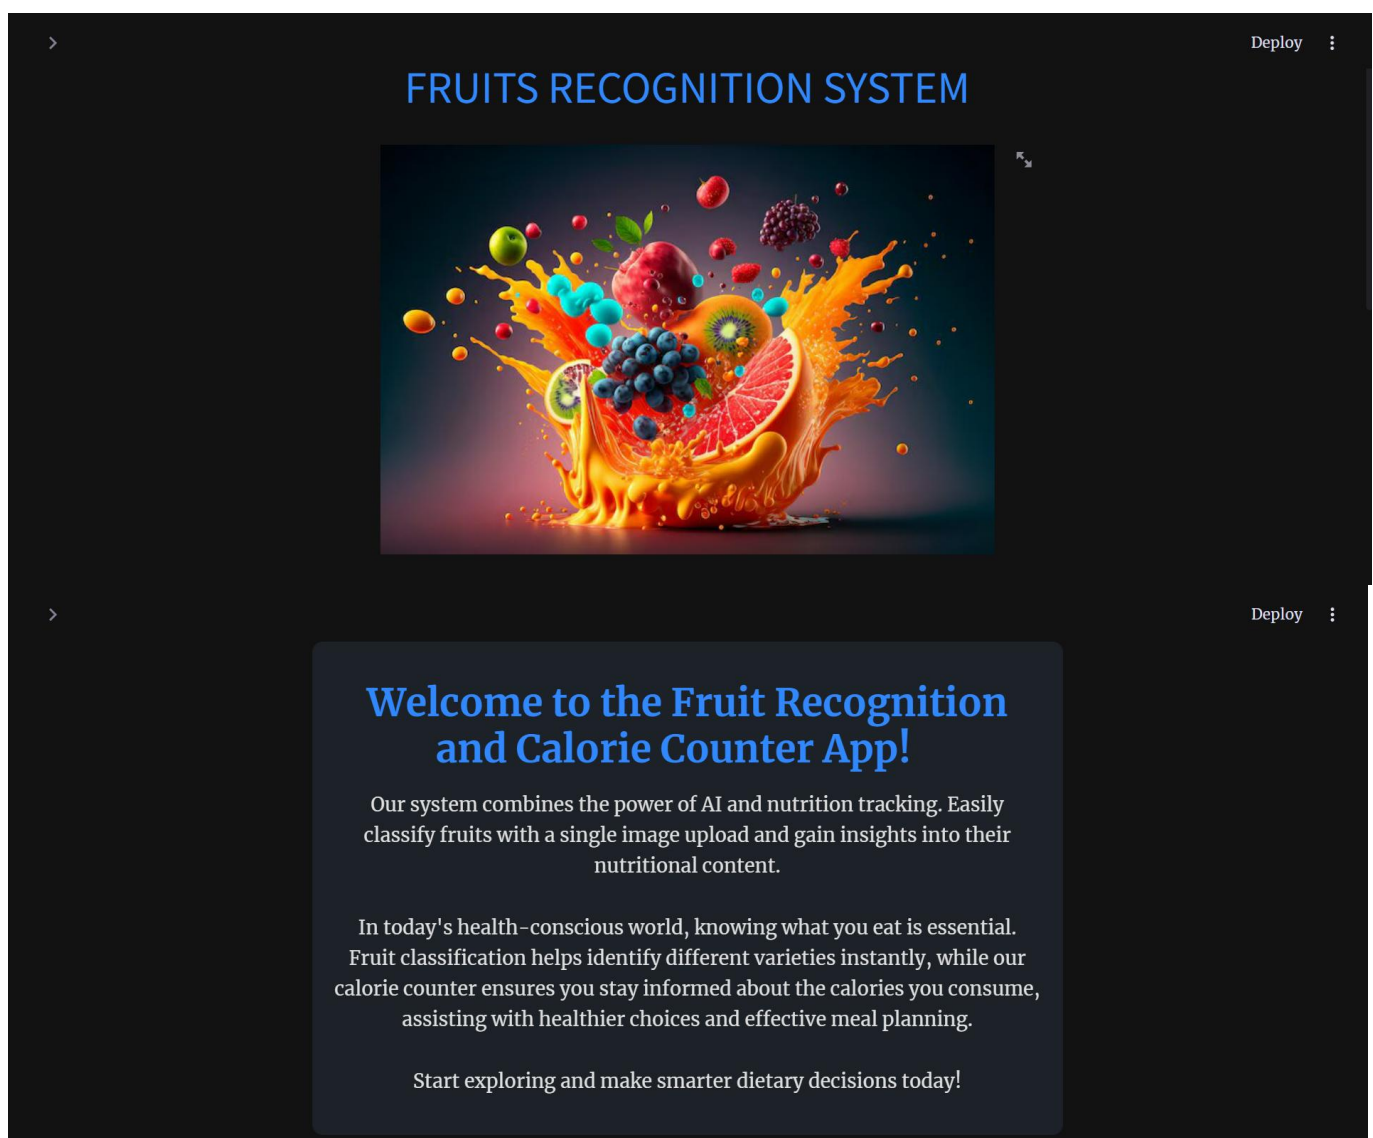 Deploy
FRUITS RECOGNITION SYSTEM
Deploy
Welcome to the Fruit Recognition
and Calorie Counter App!
Our system combines the power of AI and nutrition tracking. Easily
classify fruits with a single image upload and gain insights into their
nutritional content.
In today's health-conscious world, knowing what you eat is essential.
Fruit classification helps identify different varieties instantly, while our
calorie counter ensures you stay informed about the calories you consume,
assisting with healthier choices and effective meal planning.
Start exploring and make smarter dietary decisions today!